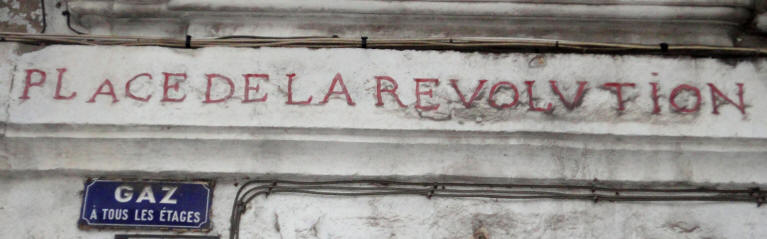 PLACE DE LA REVOLUTiON
GAZ
À TOUS LES ÉTAGES